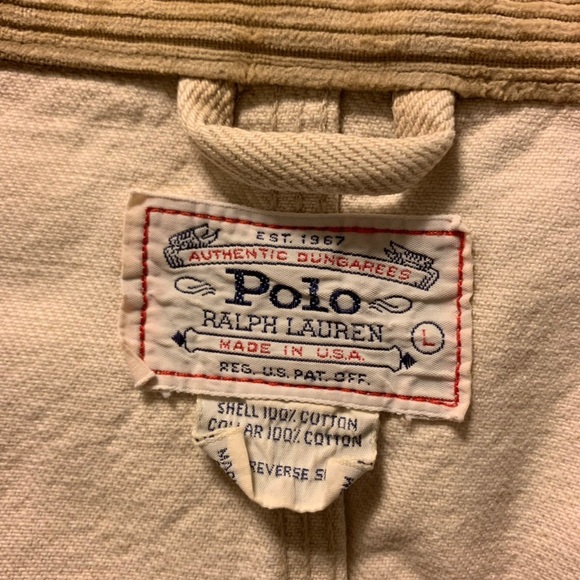 EST. 1967
AUTHENTIC DUNGAREES
Polo
RALPH LAUREN L
MADE IN U.S.A.
REG. U.S. PAT. OFF.
SHELL 100% COTTON
COLLAR 100% COTTON
REVERSE